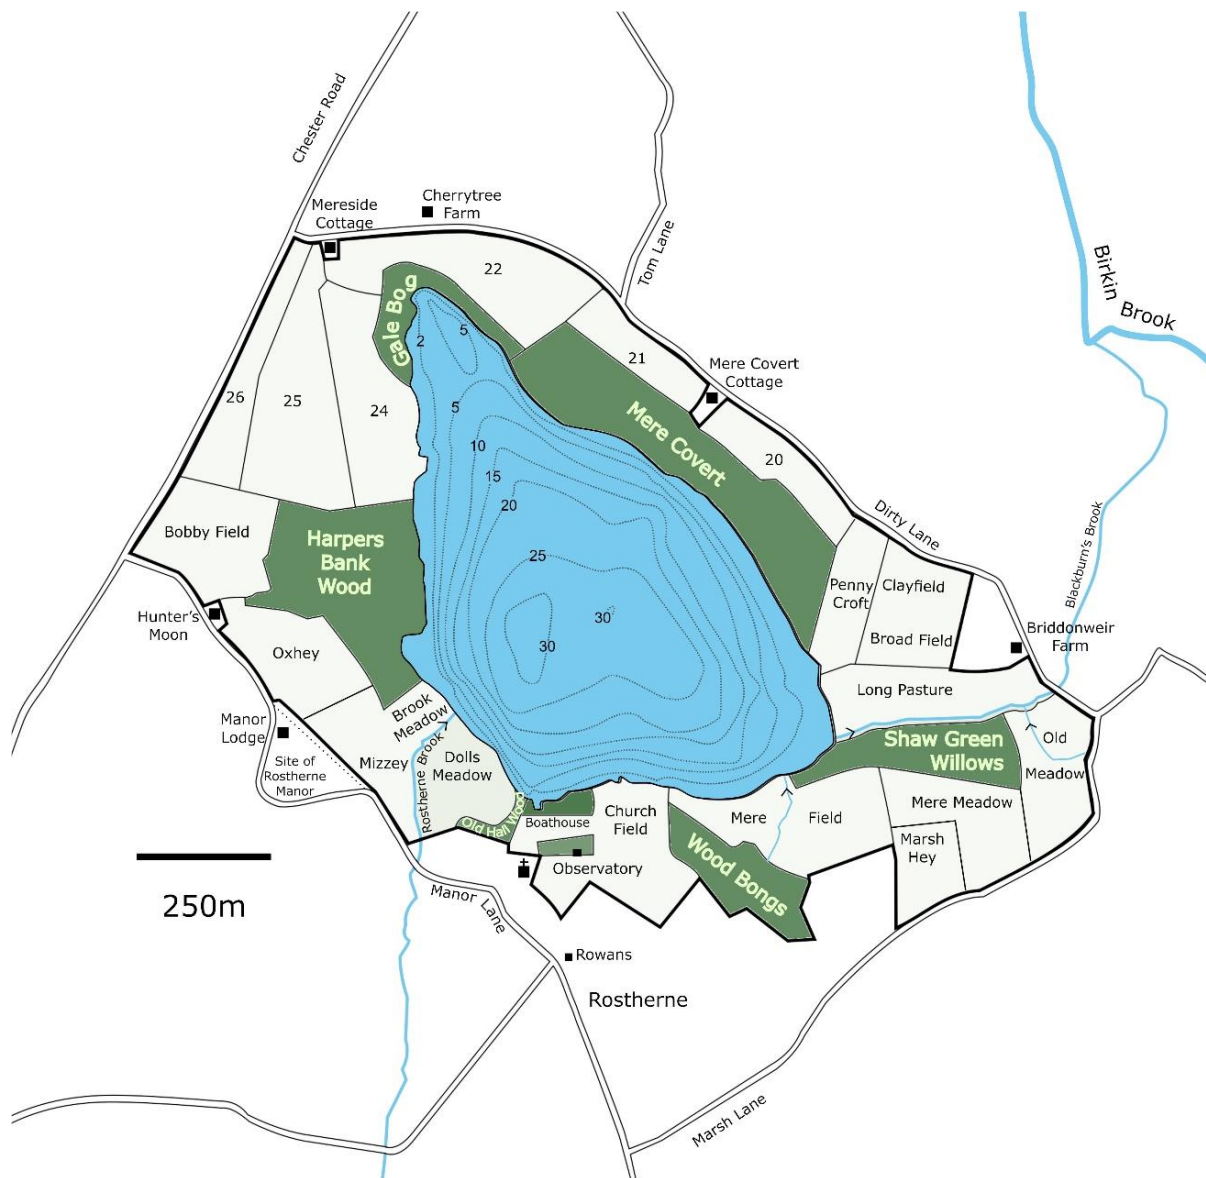 Chester Road
Mereside
Cottage
Cherrytree
Farm
Tom Lane
Birkin Brook
22
Gale Bog
5
2
21
Mere Covert
Cottage
26
25
24
5
Mere Covert
10
20
15
20
Dirty Lane
Blackburn's Brook
Bobby Field
Harpers
Bank
Wood
25
Penny
Croft
Clayfield
Hunter's
Moon
30
30
Broad Field
Briddonweir
Farm
Oxhey
Long Pasture
Brook
Meadow
Manor
Lodge
Shaw Green
Willows
Old
Meadow
Site of
Rostherne
Manor
Mizzey
Rostherne Brook
Dolls
Meadow
Old Hall Wood
Boathouse
Church
Field
Mere
Field
Mere Meadow
Marsh
Hey
Observatory
Wood Bongs
250m
Manor Lane
Rowans
Rostherne
Marsh Lane